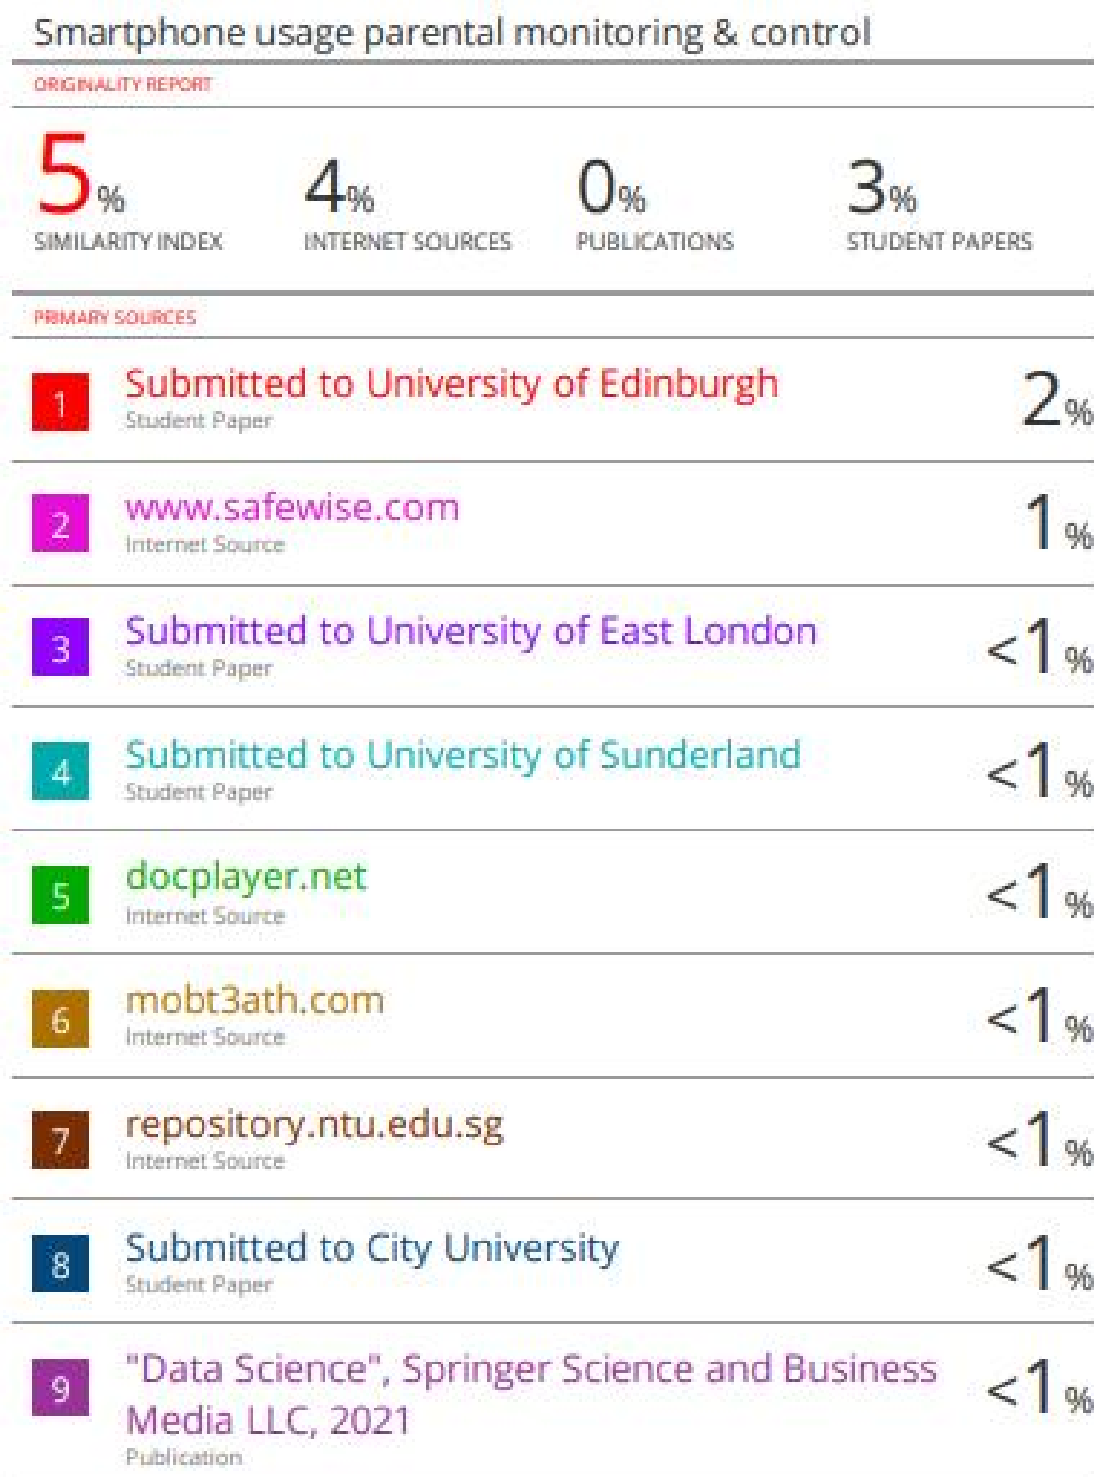 Smartphone usage parental monitoring & control
ORIGINALITY REPORT
5% 4% 0% 3%
SIMILARITY INDEX INTERNET SOURCES PUBLICATIONS STUDENT PAPERS
PRIMARY SOURCES
1 Submitted to University of Edinburgh 2%
Student Paper
2 www.safewise.com 1%
Internet Source
3 Submitted to University of East London <1%
Student Paper
4 Submitted to University of Sunderland <1%
Student Paper
5 docplayer.net <1%
Internet Source
6 mobt3ath.com <1%
Internet Source
7 repository.ntu.edu.sg <1%
Internet Source
8 Submitted to City University <1%
Student Paper
9 "Data Science", Springer Science and Business <1%
Media LLC, 2021
Publication